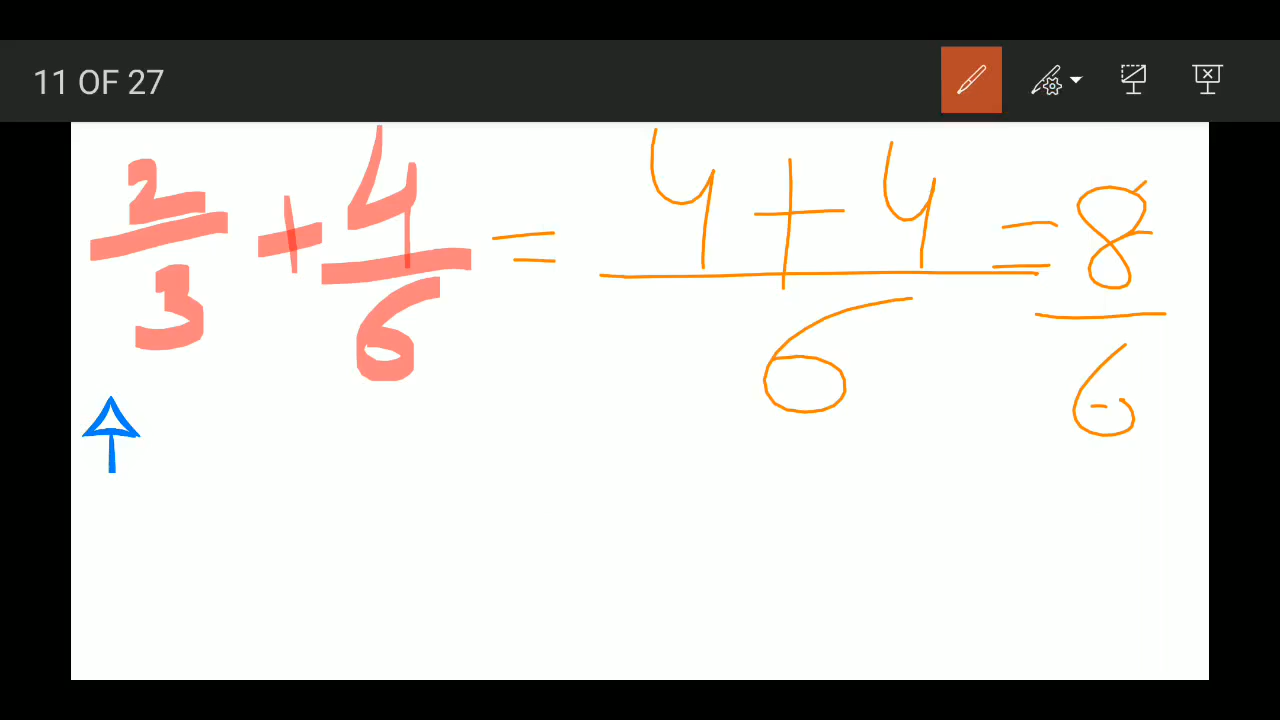 11 OF 27
2/3 + 4/6 = 4+4/6 = 8/6